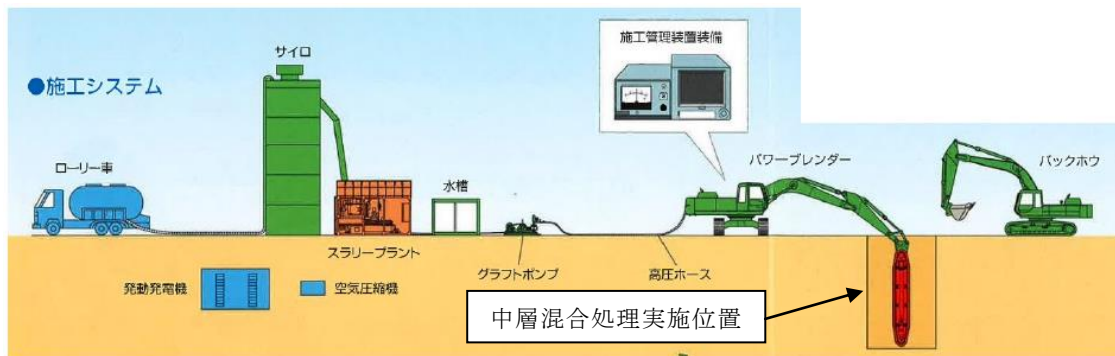 施工管理装置装備
サイロ
●施工システム
ローリー車
パワーブレンダー
バックホウ
水槽
スラリープラント
グラフトポンプ
高圧ホース
発動発電機
空気圧縮機
中層混合処理実施位置